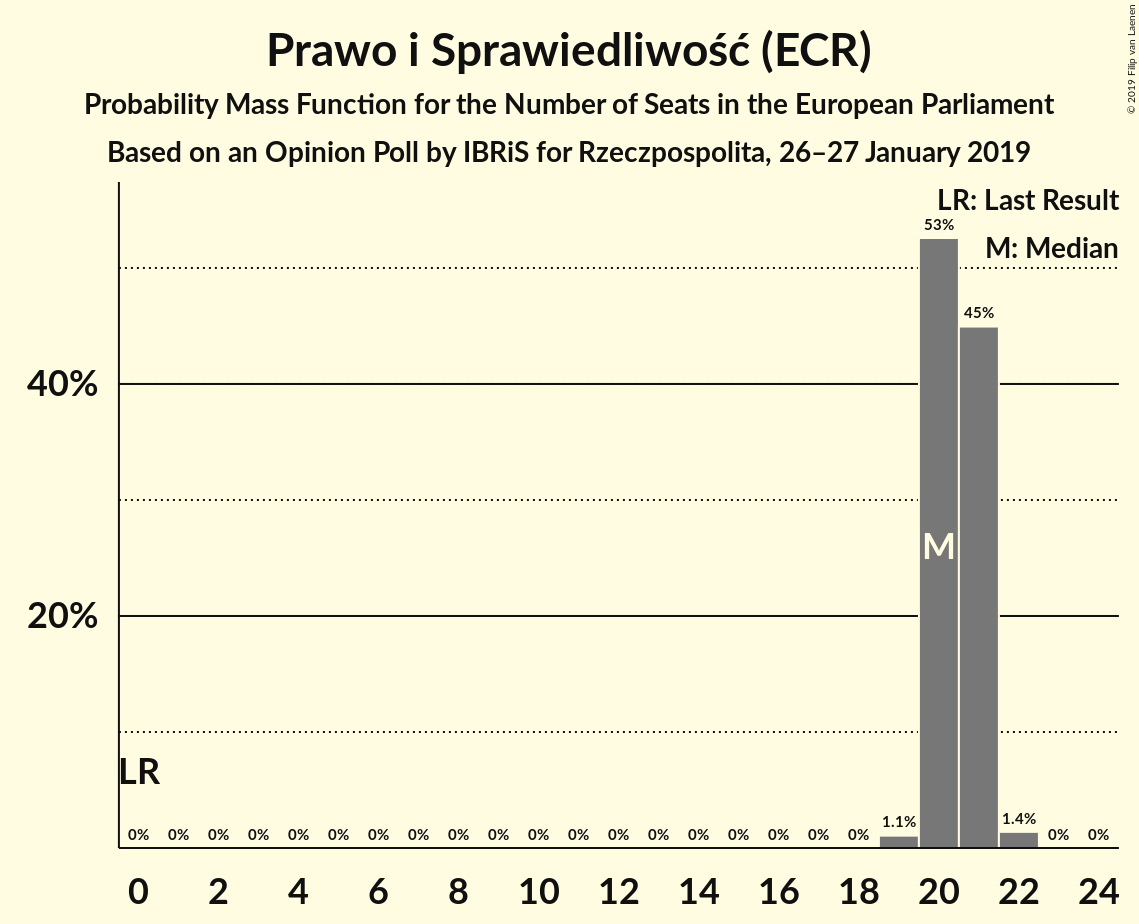 Prawo i Sprawiedliwość (ECR)
Probability Mass Function for the Number of Seats in the European Parliament
Based on an Opinion Poll by IBRiS for Rzeczpospolita, 26–27 January 2019
© 2019 Filip van Laenen
LR: Last Result
M: Median
53%
45%
40%
M
20%
LR
0% 0% 0% 0% 0% 0% 0% 0% 0% 0% 0% 0% 0% 0% 0% 0% 0% 0% 0% 1.1% 1.4% 0% 0%
0 2 4 6 8 10 12 14 16 18 20 22 24